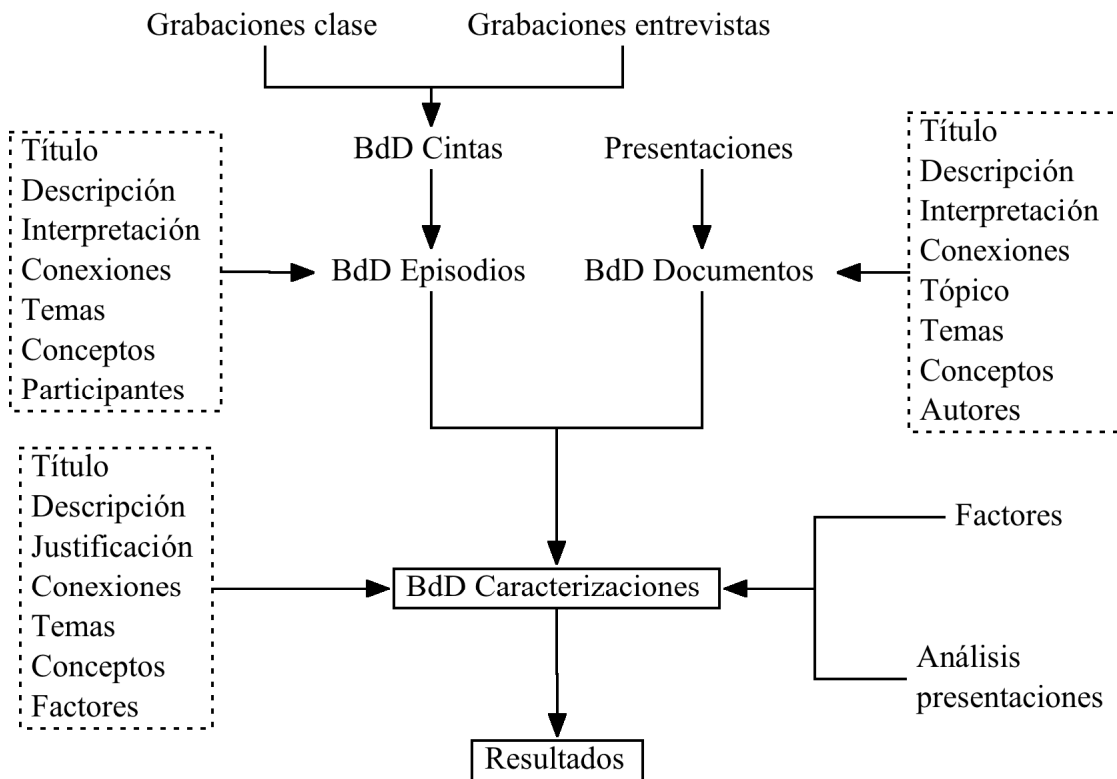 Grabaciones clase
Grabaciones entrevistas
BdD Cintas
Presentaciones
Título
Descripción
Interpretación
Conexiones
Temas
Conceptos
Participantes
BdD Episodios
BdD Documentos
Título
Descripción
Interpretación
Conexiones
Tópico
Temas
Conceptos
Autores
Título
Descripción
Justificación
Conexiones
Temas
Conceptos
Factores
BdD Caracterizaciones
Factores
Análisis
presentaciones
Resultados